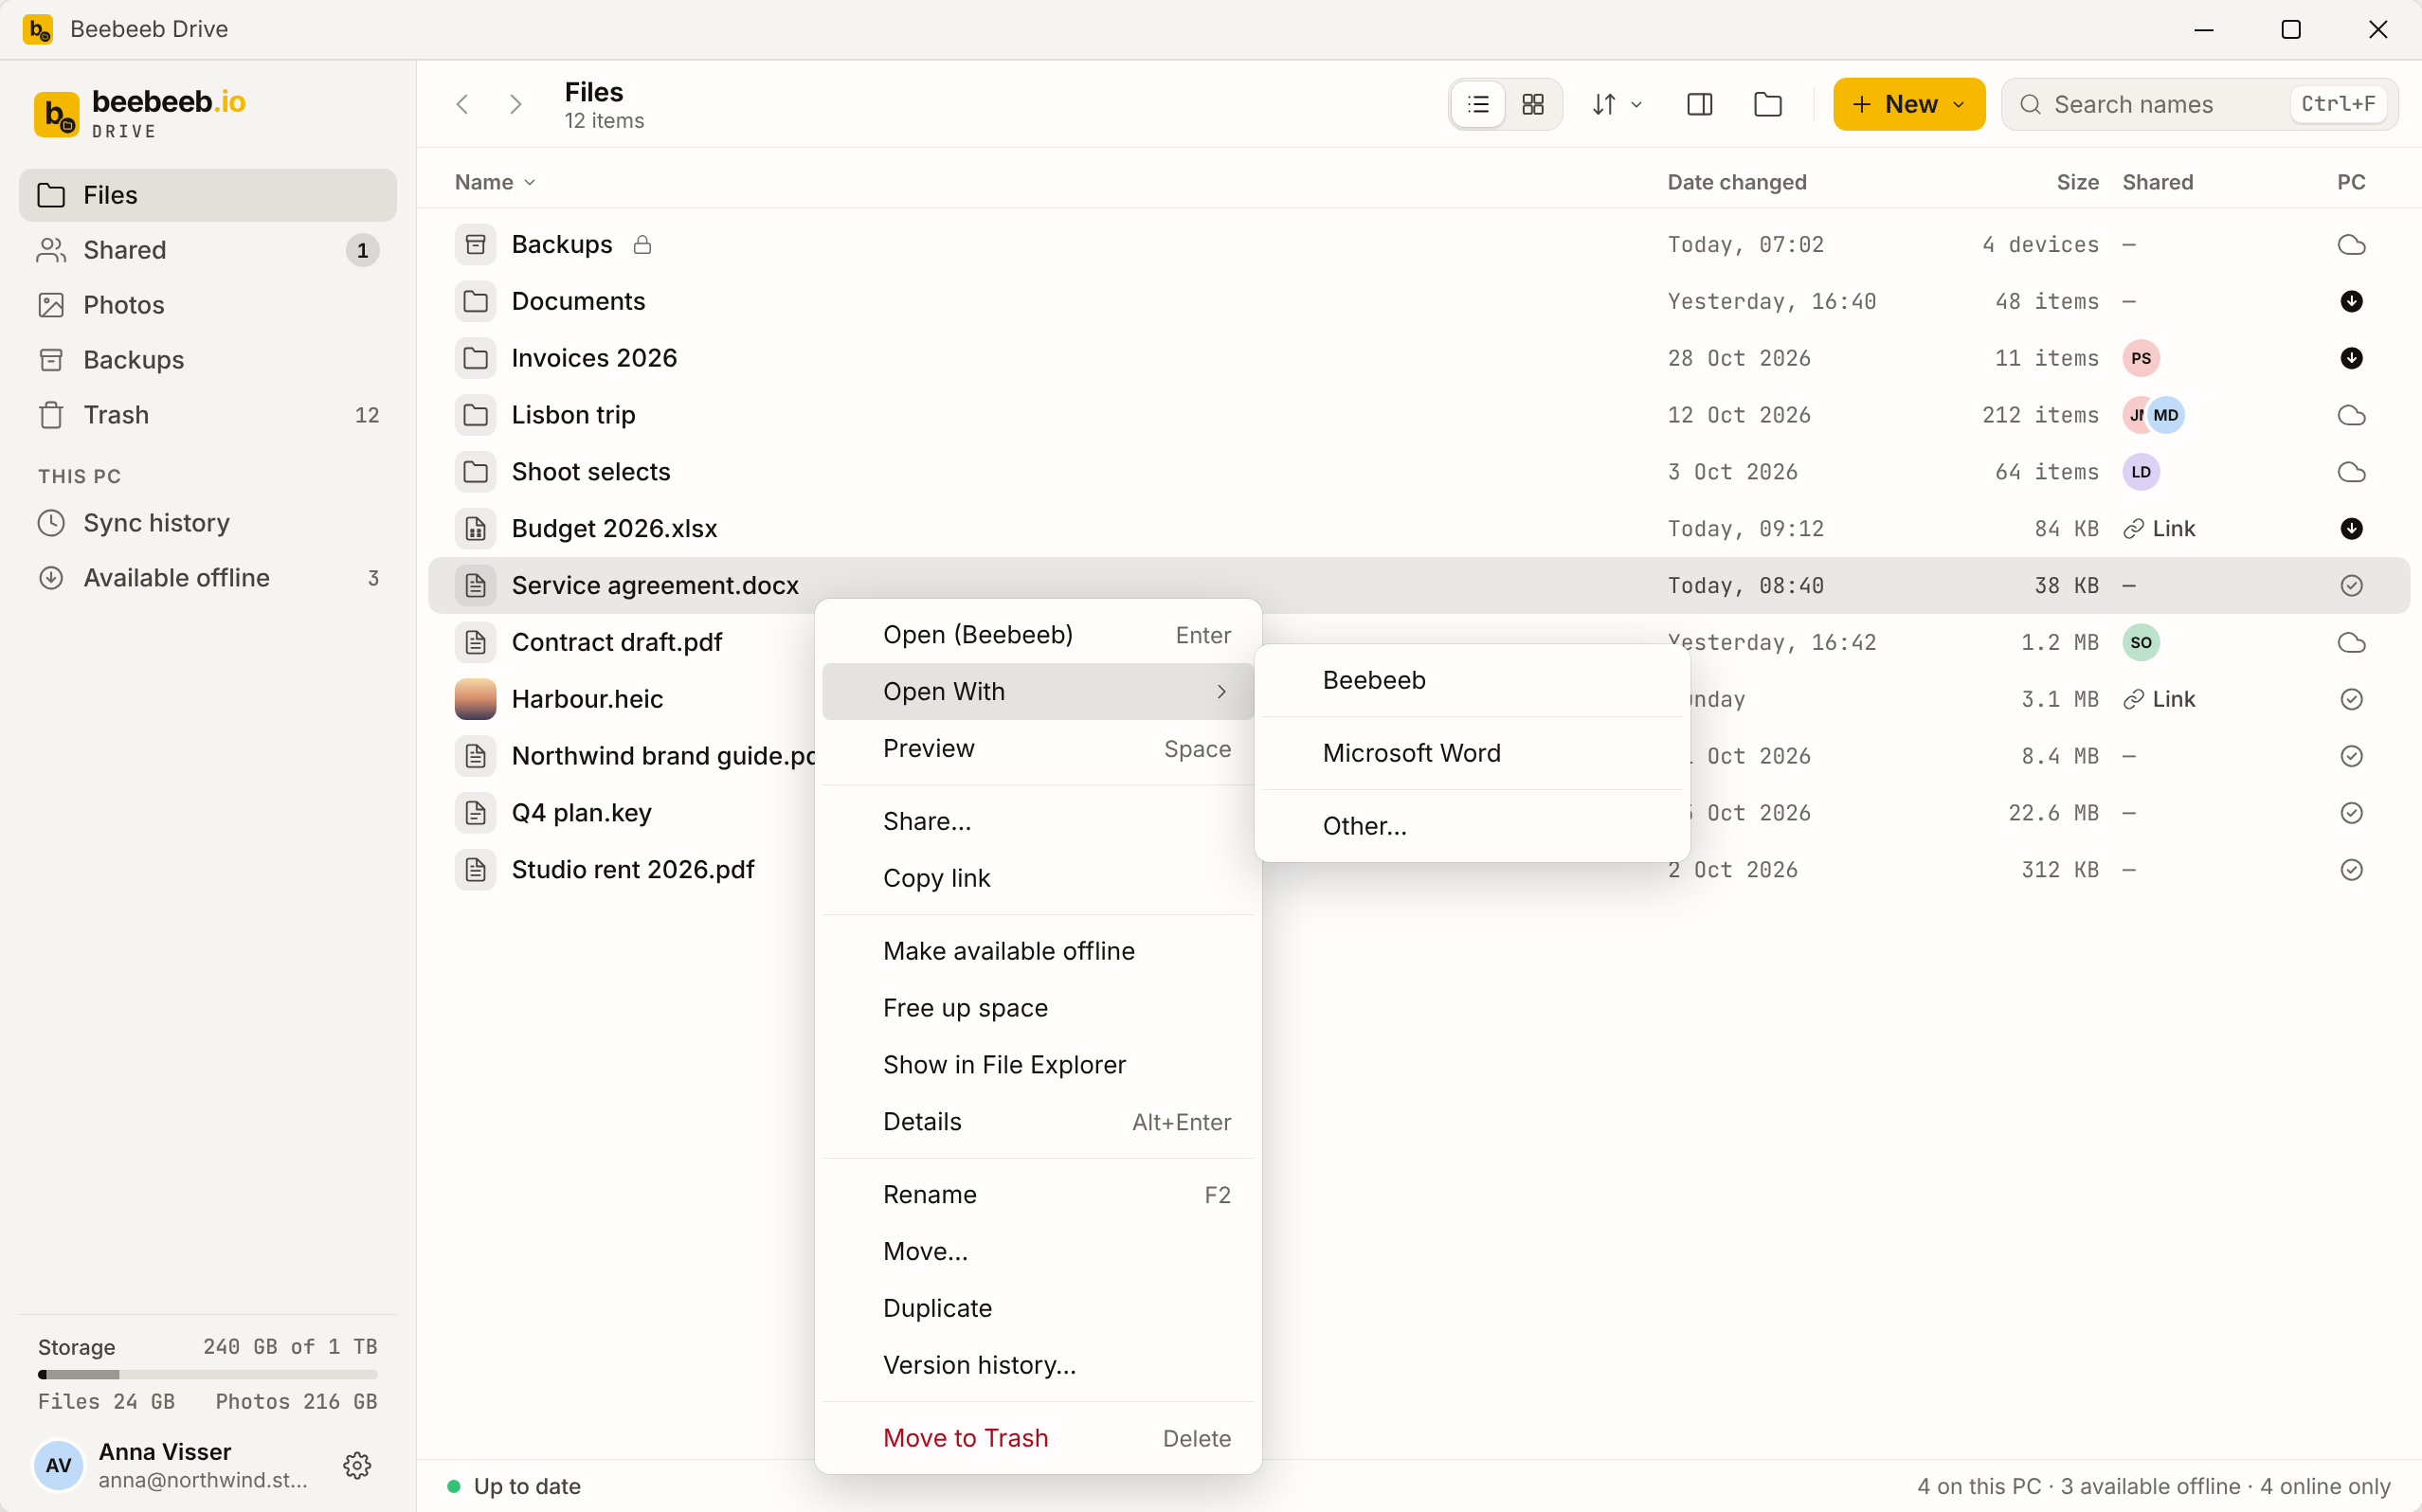 Beebeeb Drive
beebeeb.io
DRIVE
Files
Shared 1
Photos
Backups
Trash 12
THIS PC
Sync history
Available offline 3
Storage 240 GB of 1 TB
Files 24 GB Photos 216 GB
AV
Anna Visser
anna@northwind.st...
Files
12 items
New
Search names Ctrl+F
Name Date changed Size Shared PC
Backups Today, 07:02 4 devices –
Documents Yesterday, 16:40 48 items –
Invoices 2026 28 Oct 2026 11 items PS
Lisbon trip 12 Oct 2026 212 items MD
Shoot selects 3 Oct 2026 64 items LD
Budget 2026.xlsx Today, 09:12 84 KB Link
Service agreement.docx Today, 08:40 38 KB –
Contract draft.pdf Yesterday, 16:42 1.2 MB SO
Harbour.heic 3.1 MB Link
Northwind brand guide Oct 2026 8.4 MB –
Q4 plan.key Oct 2026 22.6 MB –
Studio rent 2026.pdf 2 Oct 2026 312 KB –
Open (Beebeeb) Enter
Open With
Preview Space
Share...
Copy link
Make available offline
Free up space
Show in File Explorer
Details Alt+Enter
Rename F2
Move...
Duplicate
Version history...
Move to Trash Delete
Beebeeb
Microsoft Word
Other...
Up to date
4 on this PC · 3 available offline · 4 online only